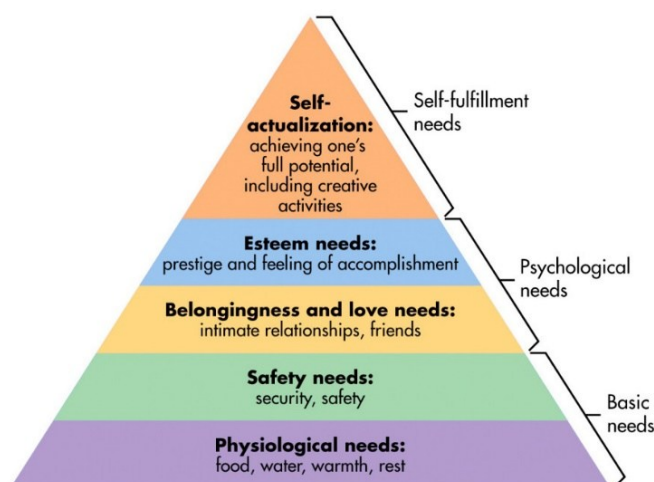 Self-
actualization:
achieving one's
full potential,
including creative
activities
Self-fulfillment
needs
Esteem needs:
prestige and feeling of accomplishment
Psychological
needs
Belongingness and love needs:
intimate relationships, friends
Safety needs:
security, safety
Basic
needs
Physiological needs:
food, water, warmth, rest